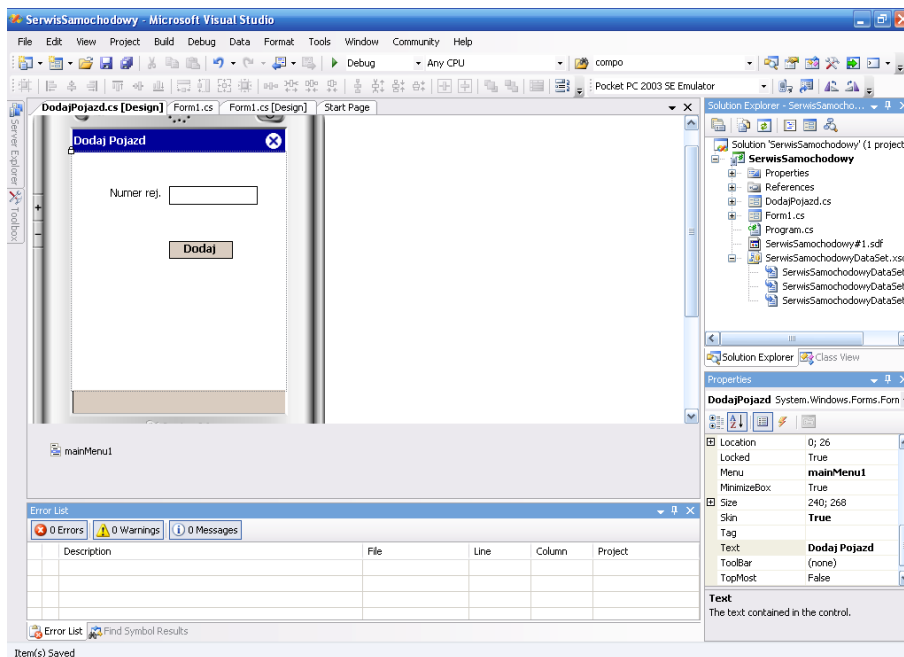 SerwisSamochodowy - Microsoft Visual Studio
File Edit View Project Build Debug Data Format Tools Window Community Help
Debug Any CPU compo
Pocket PC 2003 SE Emulator
Server Explorer
Toolbox
DodajPojazd.cs [Design] Form1.cs Form1.cs [Design] Start Page
Dodaj Pojazd
Numer rej.
Dodaj
mainMenu1
Solution Explorer - SerwisSamocho...
Solution 'SerwisSamochodowy' (1 project
SerwisSamochodowy
Properties
References
DodajPojazd.cs
Form1.cs
Program.cs
SerwisSamochodowy#1.sdf
SerwisSamochodowyDataSet.xsd
SerwisSamochodowyDataSet
SerwisSamochodowyDataSet
SerwisSamochodowyDataSet
Solution Explorer Class View
Properties
DodajPojazd System.Windows.Forms.Forn
Location 0; 26
Locked True
Menu mainMenu1
MinimizeBox True
Size 240; 268
Skin True
Tag
Text Dodaj Pojazd
ToolBar (none)
TopMost False
Text
The text contained in the control.
Error List
0 Errors 0 Warnings 0 Messages
Description File Line Column Project
Error List Find Symbol Results
Item(s) Saved